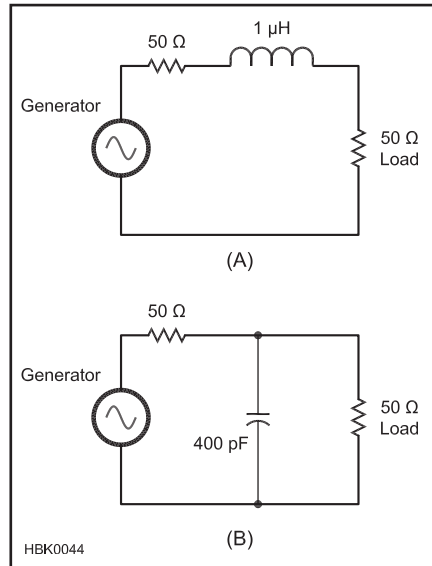 50 Ω
1 µH
Generator
50 Ω
Load
(A)
50 Ω
Generator
400 pF
50 Ω
Load
(B)
HBK0044